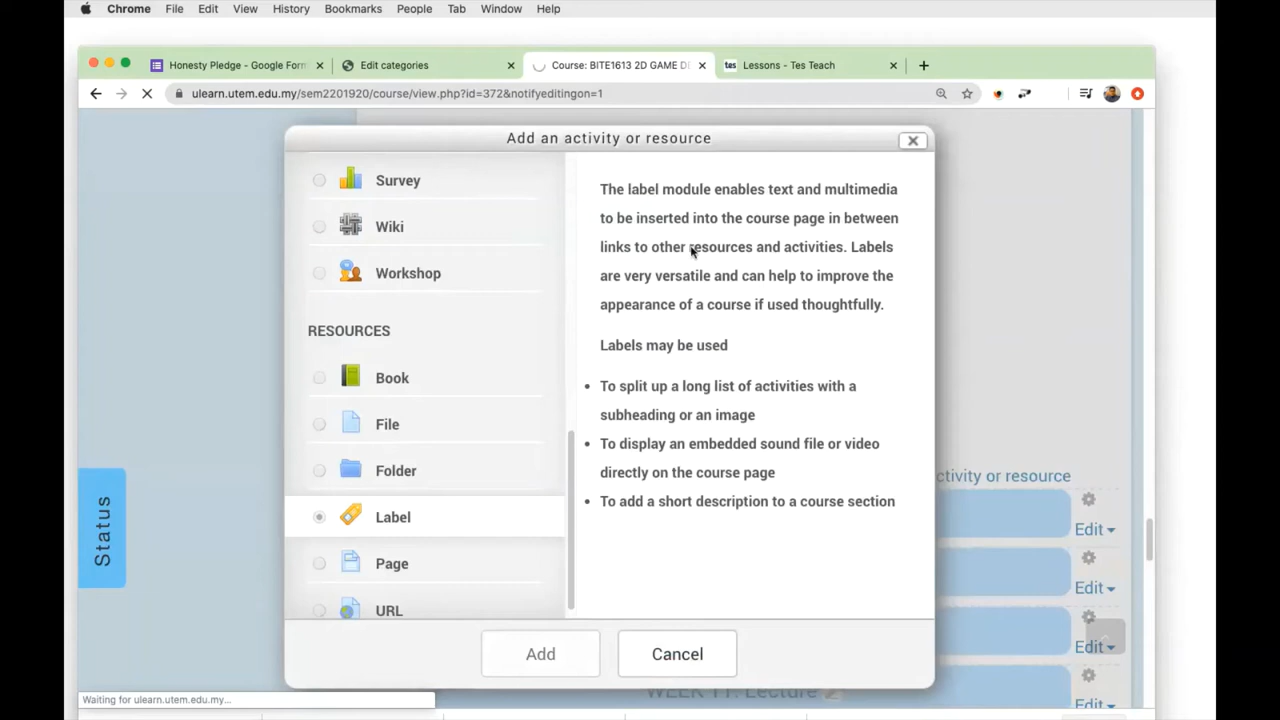 Chrome File Edit View History Bookmarks People Tab Window Help
Honesty Pledge - Google Form Edit categories Course: BITE1613 2D GAME DE tes Lessons - Tes Teach
ulearn.utem.edu.my/sem2201920/course/view.php?id=372&notifyeditingon=1
Add an activity or resource
Survey
Wiki
Workshop
RESOURCES
Book
File
Folder
Label
Page
URL
The label module enables text and multimedia
to be inserted into the course page in between
links to other resources and activities. Labels
are very versatile and can help to improve the
appearance of a course if used thoughtfully.
Labels may be used
To split up a long list of activities with a
subheading or an image
To display an embedded sound file or video
directly on the course page
To add a short description to a course section
Add Cancel
Status
ctivity or resource
Edit
Edit
Edit
Edit
WEEK 11: Lecture
Waiting for ulearn.utem.edu.my...